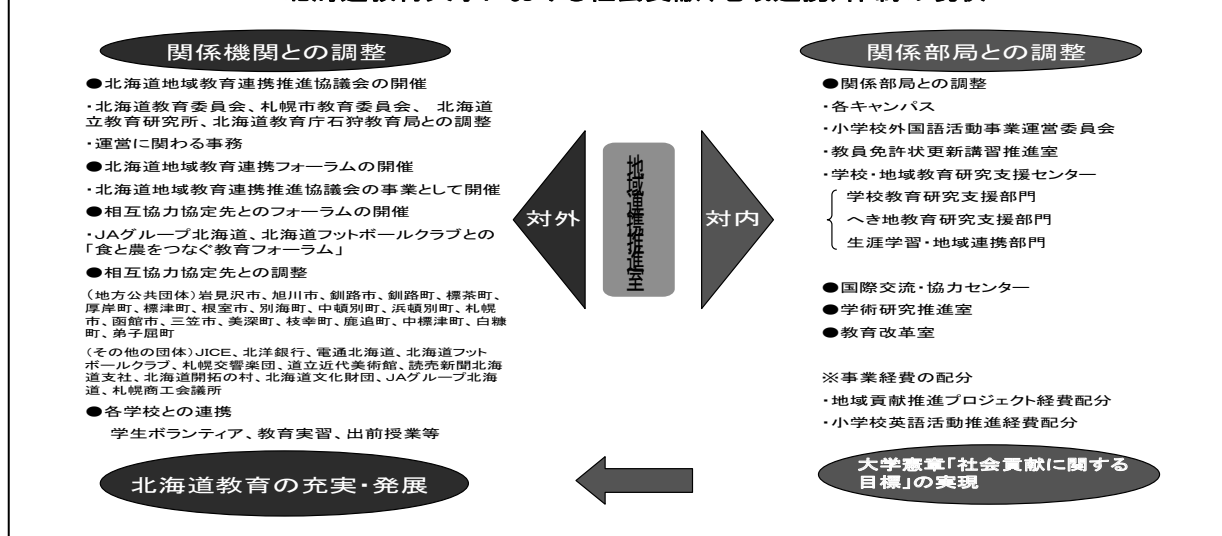 関係機関との調整
●北海道地域教育連携推進協議会の開催
・北海道教育委員会、札幌市教育委員会、 北海道
立教育研究所、北海道教育庁石狩教育局との調整
・運営に関わる事務
●北海道地域教育連携フォーラムの開催
・北海道地域教育連携推進協議会の事業として開催
●相互協力協定先とのフォーラムの開催
・JAグループ北海道、北海道フットボールクラブとの
「食と農をつなぐ教育フォーラム」
●相互協力協定先との調整
(地方公共団体)岩見沢市、旭川市、釧路市、釧路町、標茶町、
厚岸町、標津町、根室市、別海町、中頓別町、浜頓別町、札幌
市、函館市、三笠市、美深町、枝幸町、鹿追町、中標津町、白糠
町、弟子屈町
(その他の団体)JICE、北洋銀行、電通北海道、北海道フット
ボールクラブ、札幌交響楽団、道立近代美術館、読売新聞北海
道支社、北海道開拓の村、北海道文化財団、JAグループ北海
道、札幌商工会議所
●各学校との連携
学生ボランティア、教育実習、出前授業等
北海道教育の充実・発展
対外
地域連携推進室
対内
関係部局との調整
●関係部局との調整
・各キャンパス
・小学校外国語活動事業運営委員会
・教員免許状更新講習推進室
・学校・地域教育研究支援センター
学校教育研究支援部門
へき地教育研究支援部門
生涯学習・地域連携部門
●国際交流・協力センター
●学術研究推進室
●教育改革室
※事業経費の配分
・地域貢献推進プロジェクト経費配分
・小学校英語活動推進経費配分
大学憲章「社会貢献に関する
目標」の実現